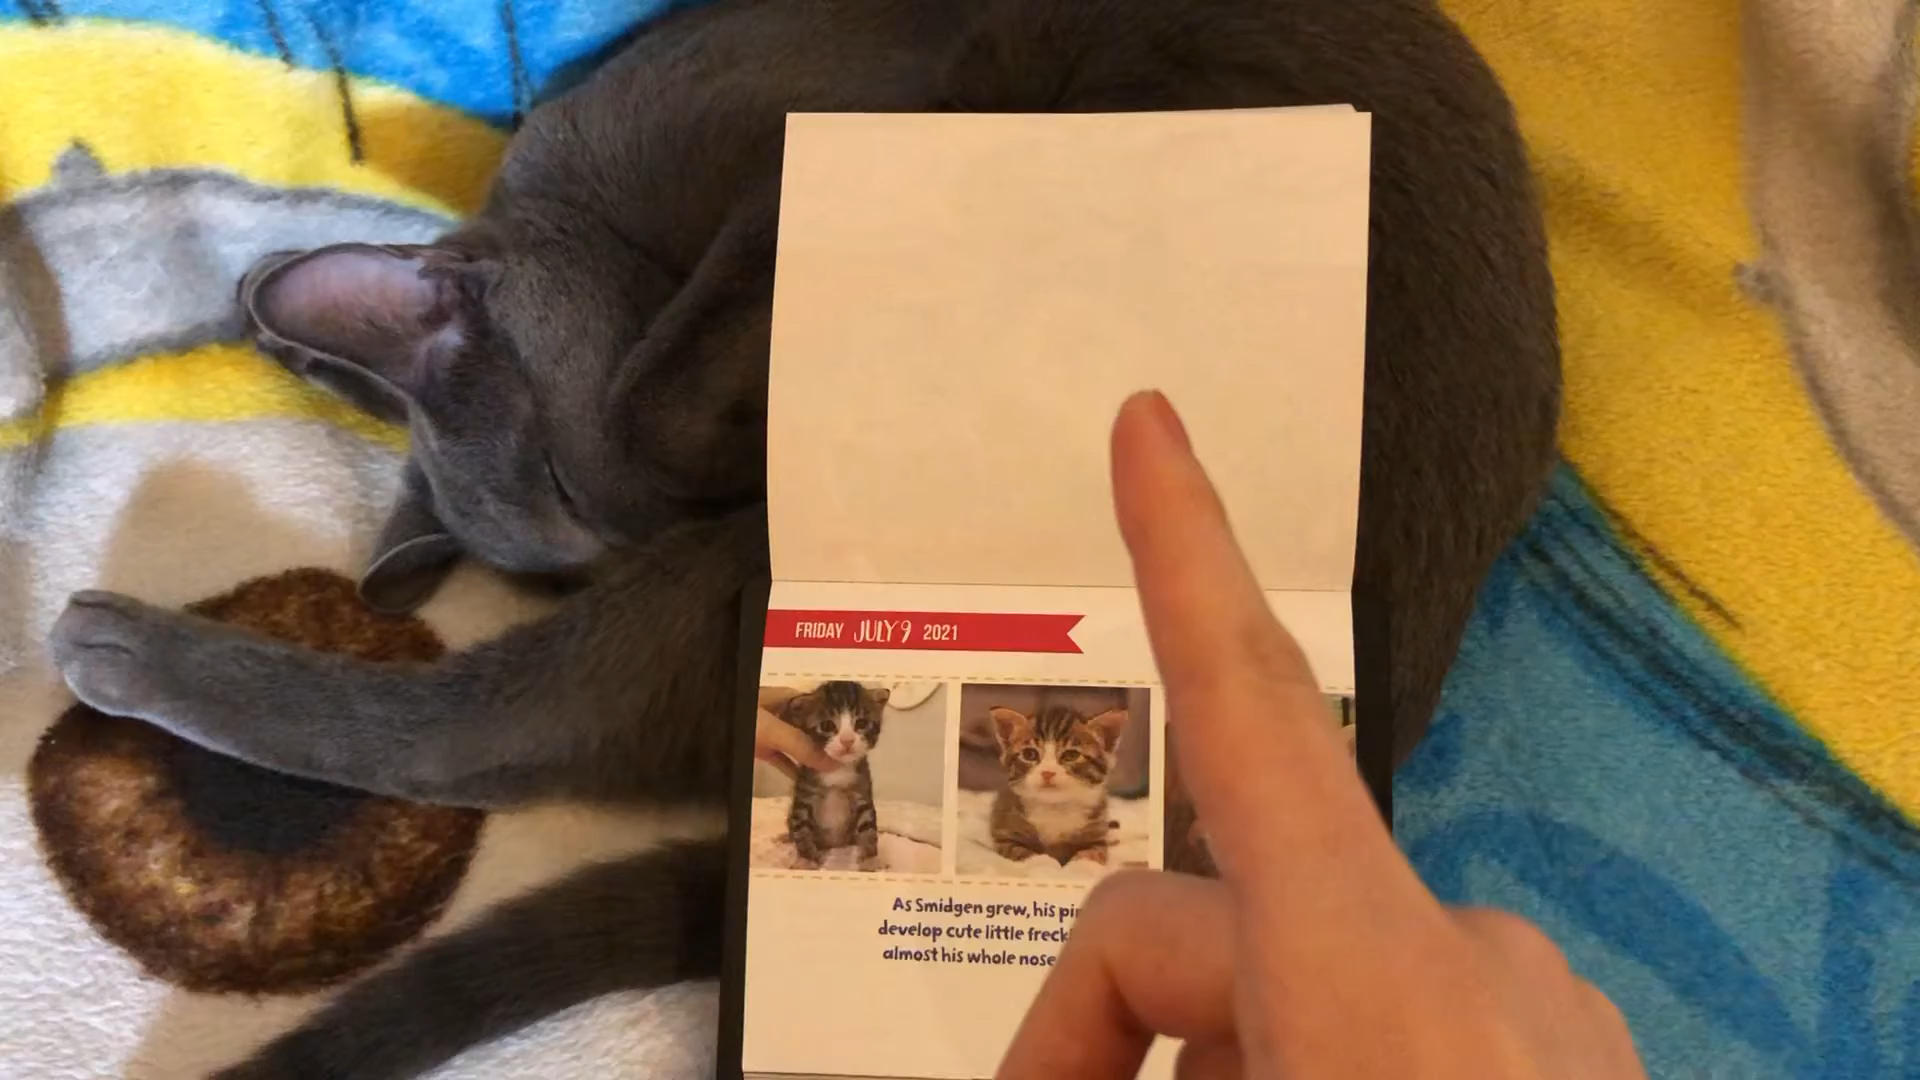 FRIDAY JULY 9 2021
As Smidgen grew, his
develop cute little
almost his whole nose